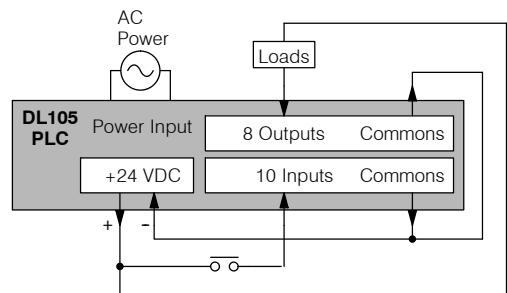 AC
Power
Loads
DL105
PLC
Power Input
8 Outputs Commons
+24 VDC
10 Inputs Commons
+ -